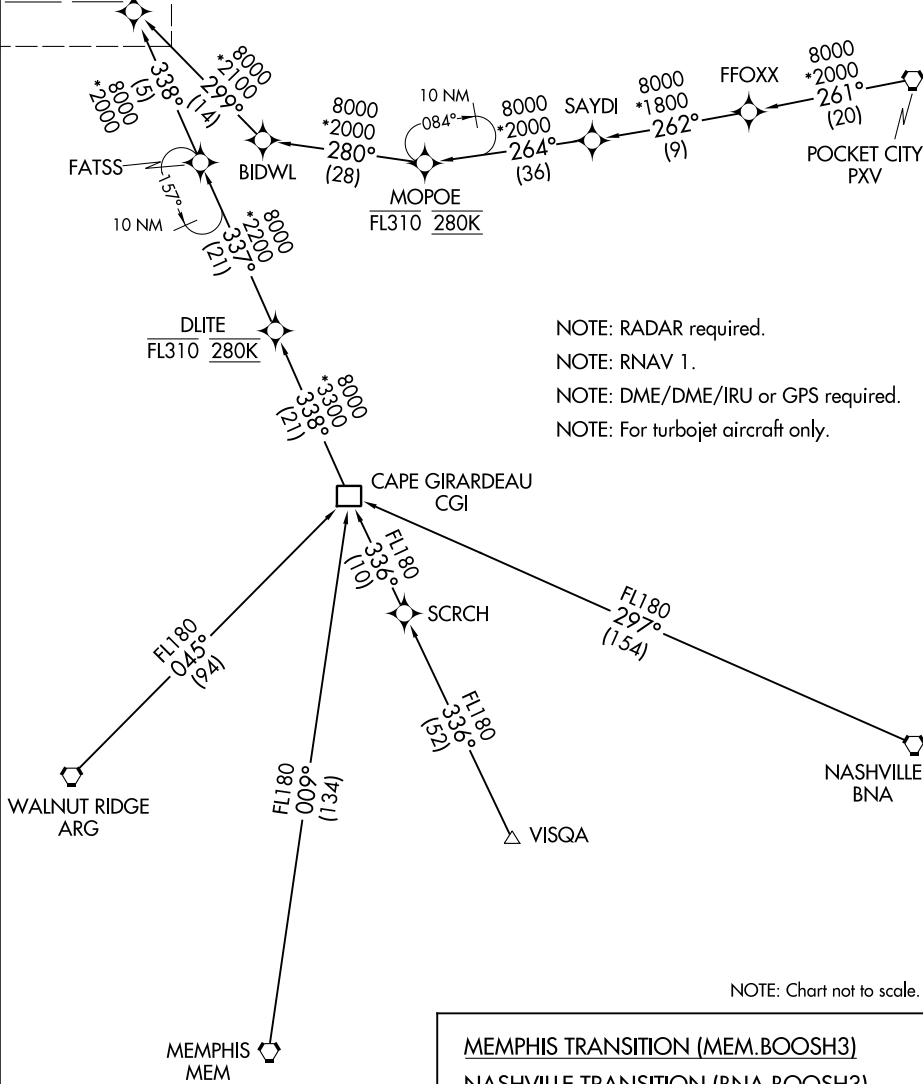 8000
*2000
338°
(5)
8000
*2100
299°
(14)
FATSS
BIDWL
8000
*2000
280°
(28)
10 NM
084°
MOPOE
FL310 280K
8000
*2000
264°
(36)
SAYDI
8000
*1800
262°
(9)
FFOXX
8000
*2000
261°
(20)
POCKET CITY
PXV
157°
10 NM
8000
*2200
337°
(21)
DLITE
FL310 280K
NOTE: RADAR required.
NOTE: RNAV 1.
NOTE: DME/DME/IRU or GPS required.
NOTE: For turbojet aircraft only.
8000
*3300
338°
(21)
CAPE GIRARDEAU
CGI
FL180
336°
(10)
SCRCH
FL180
297°
(154)
FL180
045°
(94)
FL180
336°
(52)
FL180
009°
(134)
WALNUT RIDGE
ARG
VISQA
NASHVILLE
BNA
NOTE: Chart not to scale.
MEMPHIS
MEM
MEMPHIS TRANSITION (MEM.BOOSH3)
NASHVILLE TRANSITION (BNA.BOOSH3)